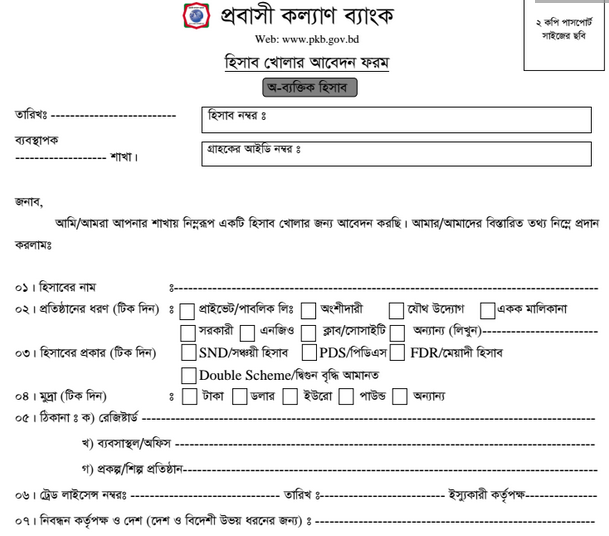 প্রবাসী কল্যাণ ব্যাংক
২ কপি পাসপোর্ট
সাইজের ছবি
Web: www.pkb.gov.bd
হিসাব খোলার আবেদন ফরম
অ-ব্যক্তিক হিসাব
তারিখঃ --------------------------
হিসাব নম্বর ঃ
ব্যবস্থাপক
------------------- শাখা।
গ্রাহকের আইডি নম্বর ঃ
জনাব,
আমি/আমরা আপনার শাখায় নিম্নরূপ একটি হিসাব খোলার জন্য আবেদন করছি। আমার/আমাদের বিস্তারিত তথ্য নিম্নে প্রদান
করলামঃ
০১। হিসাবের নাম ঃ--------------------------------------------------------------------------------
০২। প্রতিষ্ঠানের ধরণ (টিক দিন) ঃ প্রাইভেট/পাবলিক লিঃ অংশীদারী যৌথ উদ্যোগ একক মালিকানা
সরকারী এনজিও ক্লাব/সোসাইটি অন্যান্য (লিখুন)------------------------
০৩। হিসাবের প্রকার (টিক দিন) SND/সঞ্চয়ী হিসাব PDS/পিডিএস FDR/মেয়াদী হিসাব
Double Scheme/দ্বিগুন বৃদ্ধি আমানত
০৪। মুদ্রা (টিক দিন) ঃ টাকা ডলার ইউরো পাউন্ড অন্যান্য
০৫। ঠিকানা ঃ ক) রেজিষ্টার্ড --------------------------------------------------------------------------------
খ) ব্যবসাস্থল/অফিস --------------------------------------------------------------------------------
গ) প্রকল্প/শিল্প প্রতিষ্ঠান--------------------------------------------------------------------------------
০৬। ট্রেড লাইসেন্স নম্বরঃ ------------------------------- তারিখ ঃ-------------------------- ইস্যুকারী কর্তৃপক্ষ---------------
০৭। নিবন্ধন কর্তৃপক্ষ ও দেশ (দেশ ও বিদেশী উভয় ধরনের জন্য) ঃ ----------------------------------------------------------